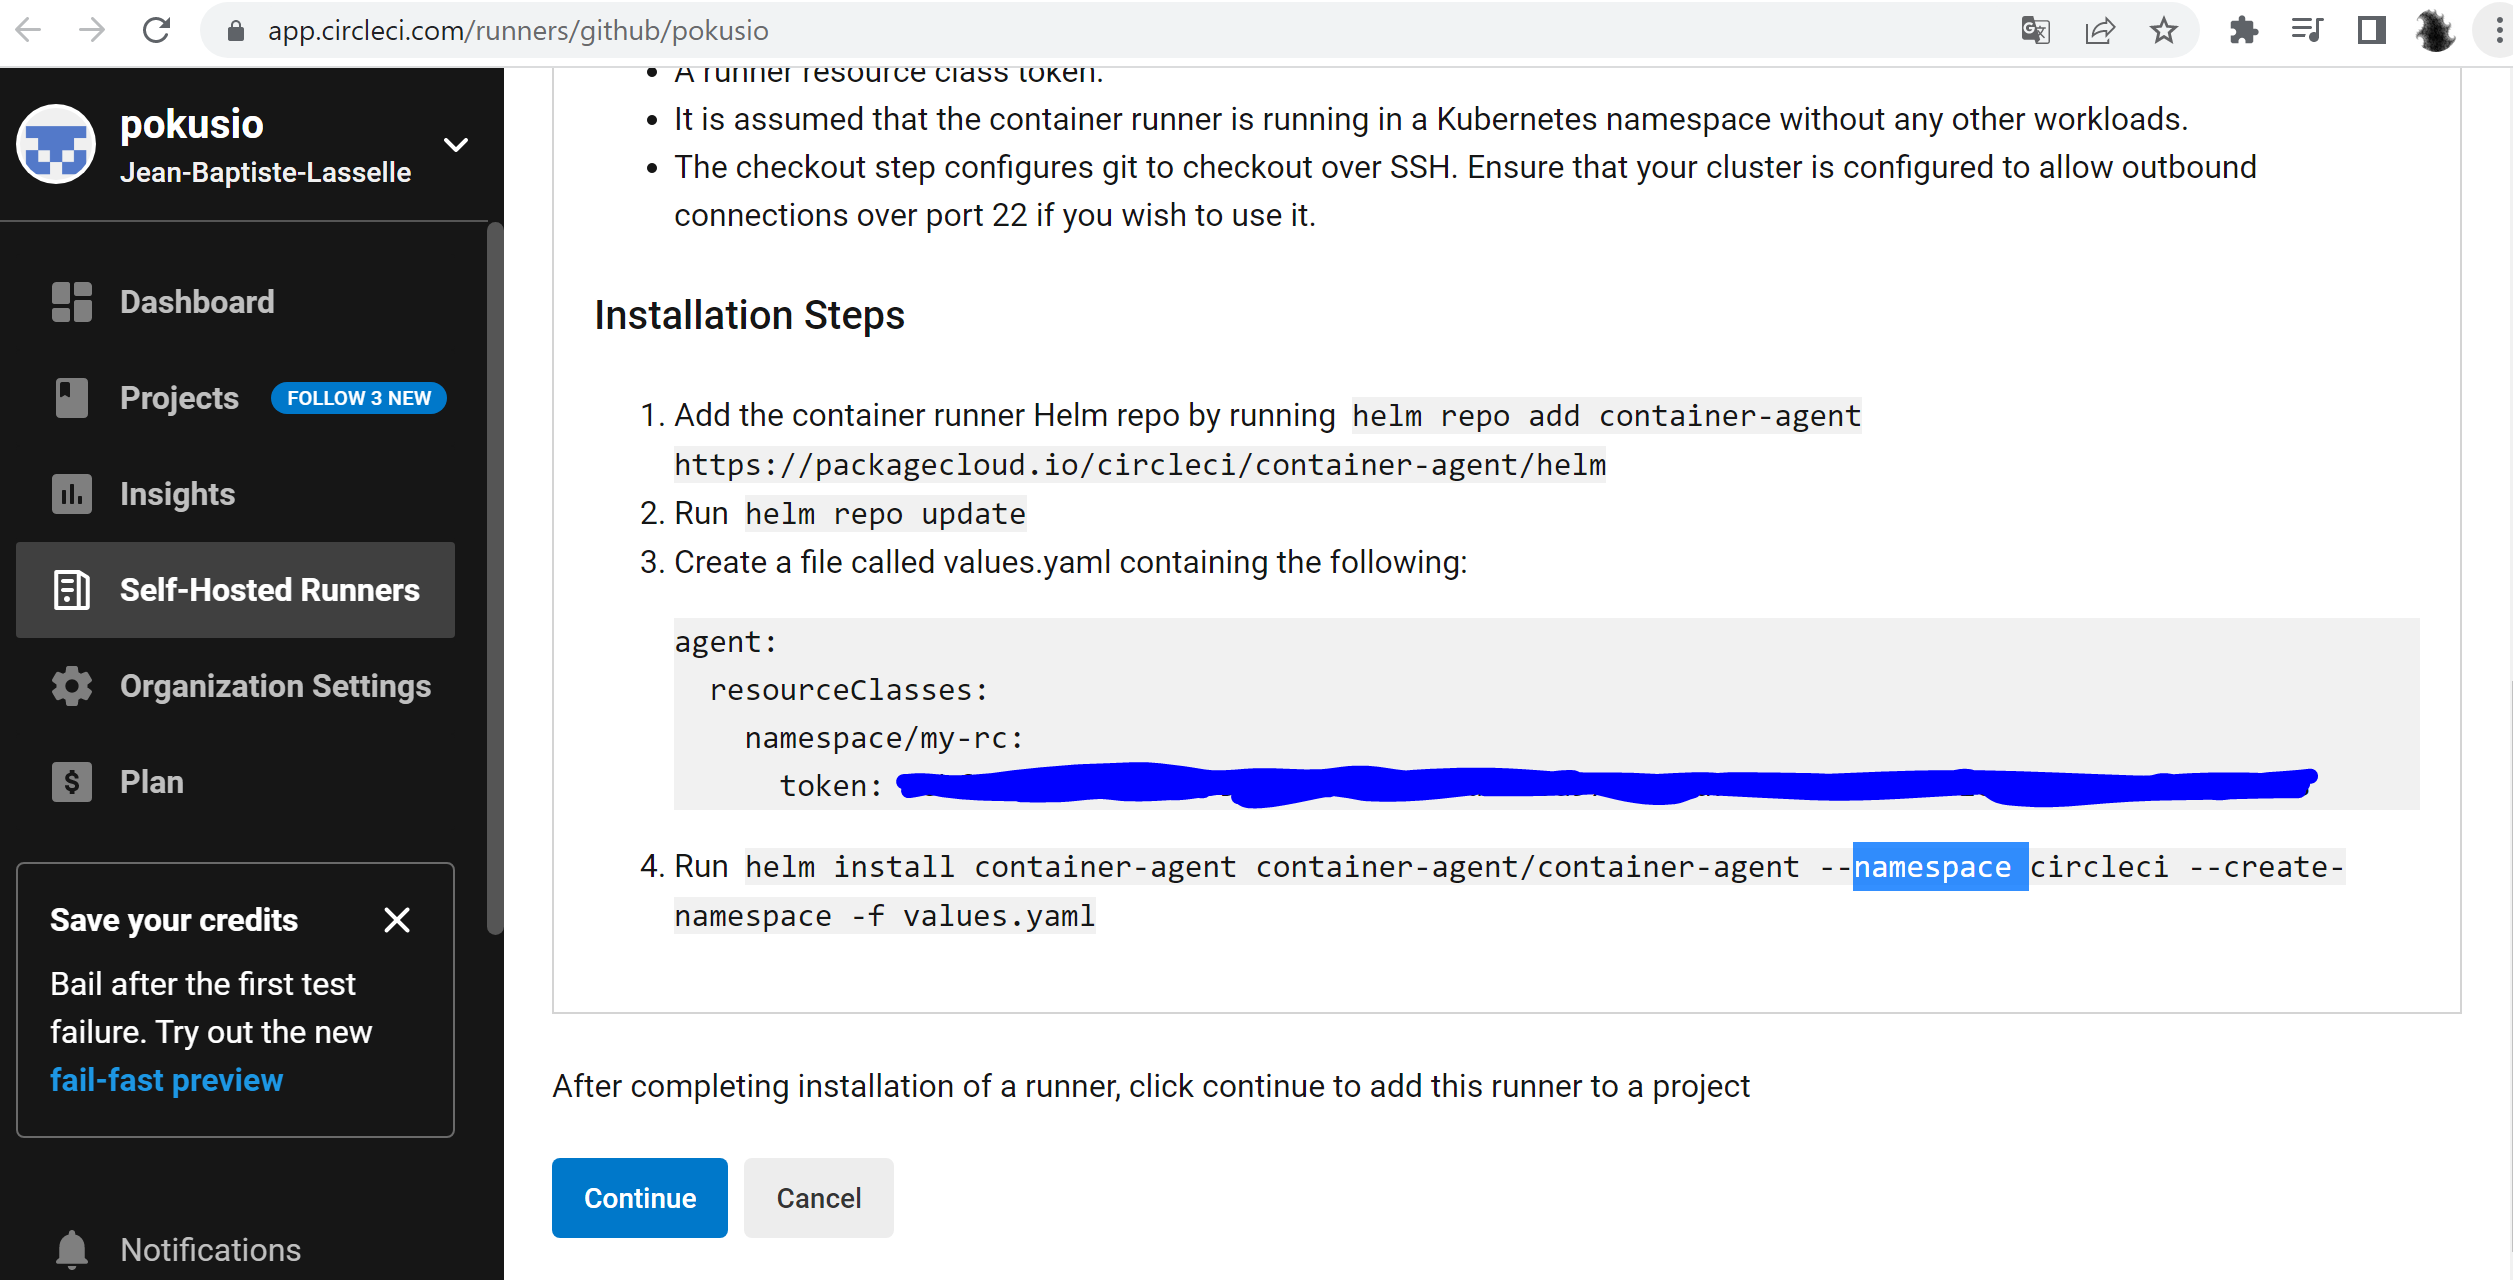 app.circleci.com/runners/github/pokusio
pokusio
Jean-Baptiste-Lasselle
Dashboard
Projects FOLLOW 3 NEW
Insights
Self-Hosted Runners
Organization Settings
Plan
Save your credits
Bail after the first test
failure. Try out the new
fail-fast preview
Notifications
• A runner resource class token.
• It is assumed that the container runner is running in a Kubernetes namespace without any other workloads.
• The checkout step configures git to checkout over SSH. Ensure that your cluster is configured to allow outbound
connections over port 22 if you wish to use it.
Installation Steps
1. Add the container runner Helm repo by running helm repo add container-agent
https://packagecloud.io/circleci/container-agent/helm
2. Run helm repo update
3. Create a file called values.yaml containing the following:
agent:
resourceClasses:
namespace/my-rc:
token:
4. Run helm install container-agent container-agent/container-agent --namespace circleci --create-
namespace -f values.yaml
After completing installation of a runner, click continue to add this runner to a project
Continue Cancel